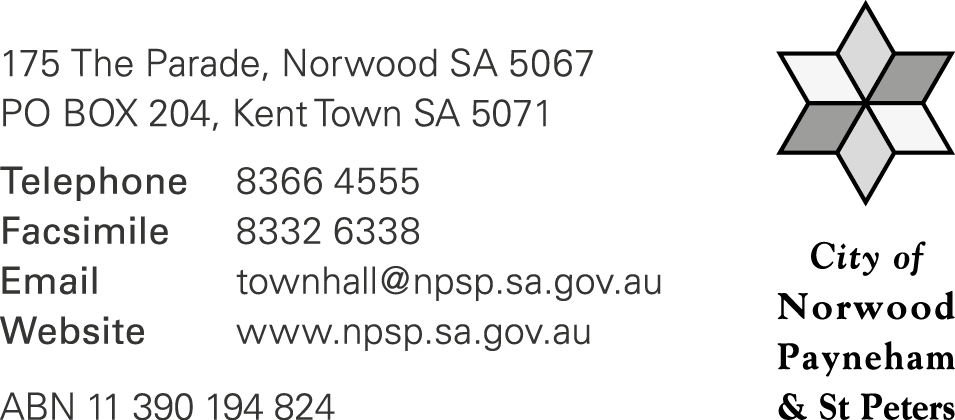 175 The Parade, Norwood SA 5067
PO BOX 204, Kent Town SA 5071
Telephone 8366 4555
Facsimile 8332 6338
Email townhall@npsp.sa.gov.au
Website www.npsp.sa.gov.au
ABN 11 390 194 824
City of
Norwood
Payneham
& St Peters